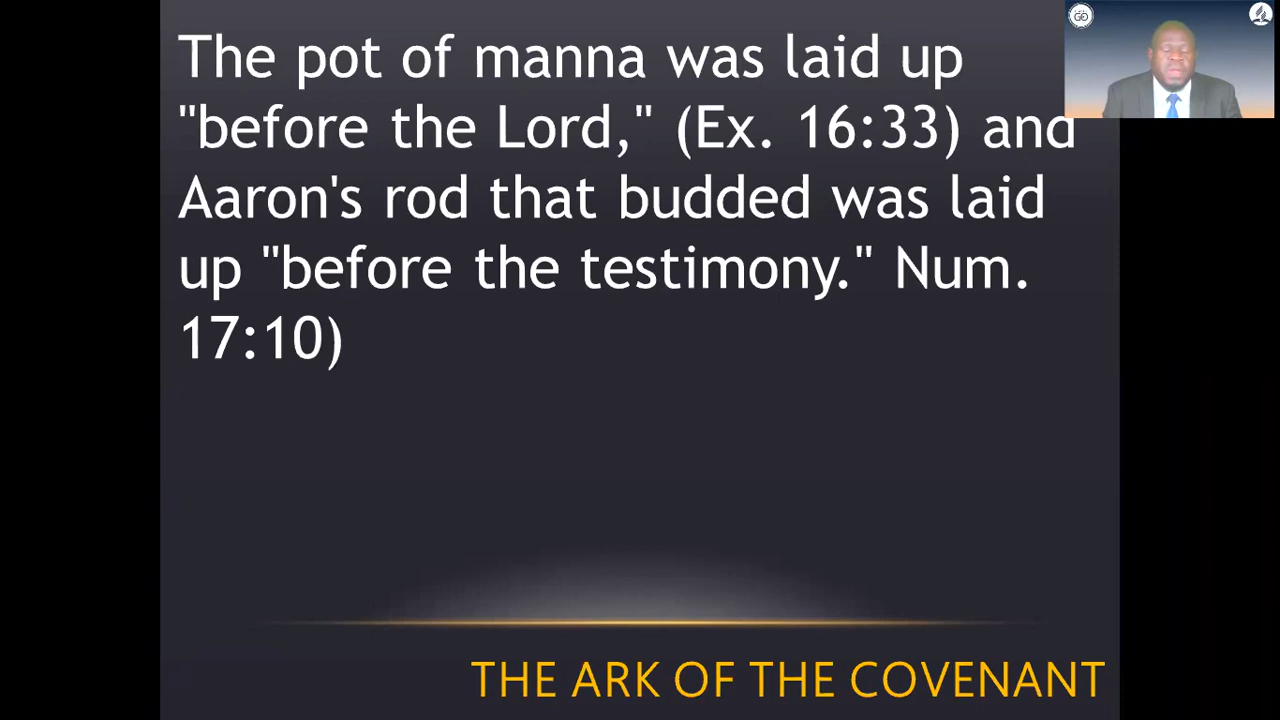 The pot of manna was laid up
"before the Lord," (Ex. 16:33) and
Aaron's rod that budded was laid
up "before the testimony." Num.
17:10)
THE ARK OF THE COVENANT